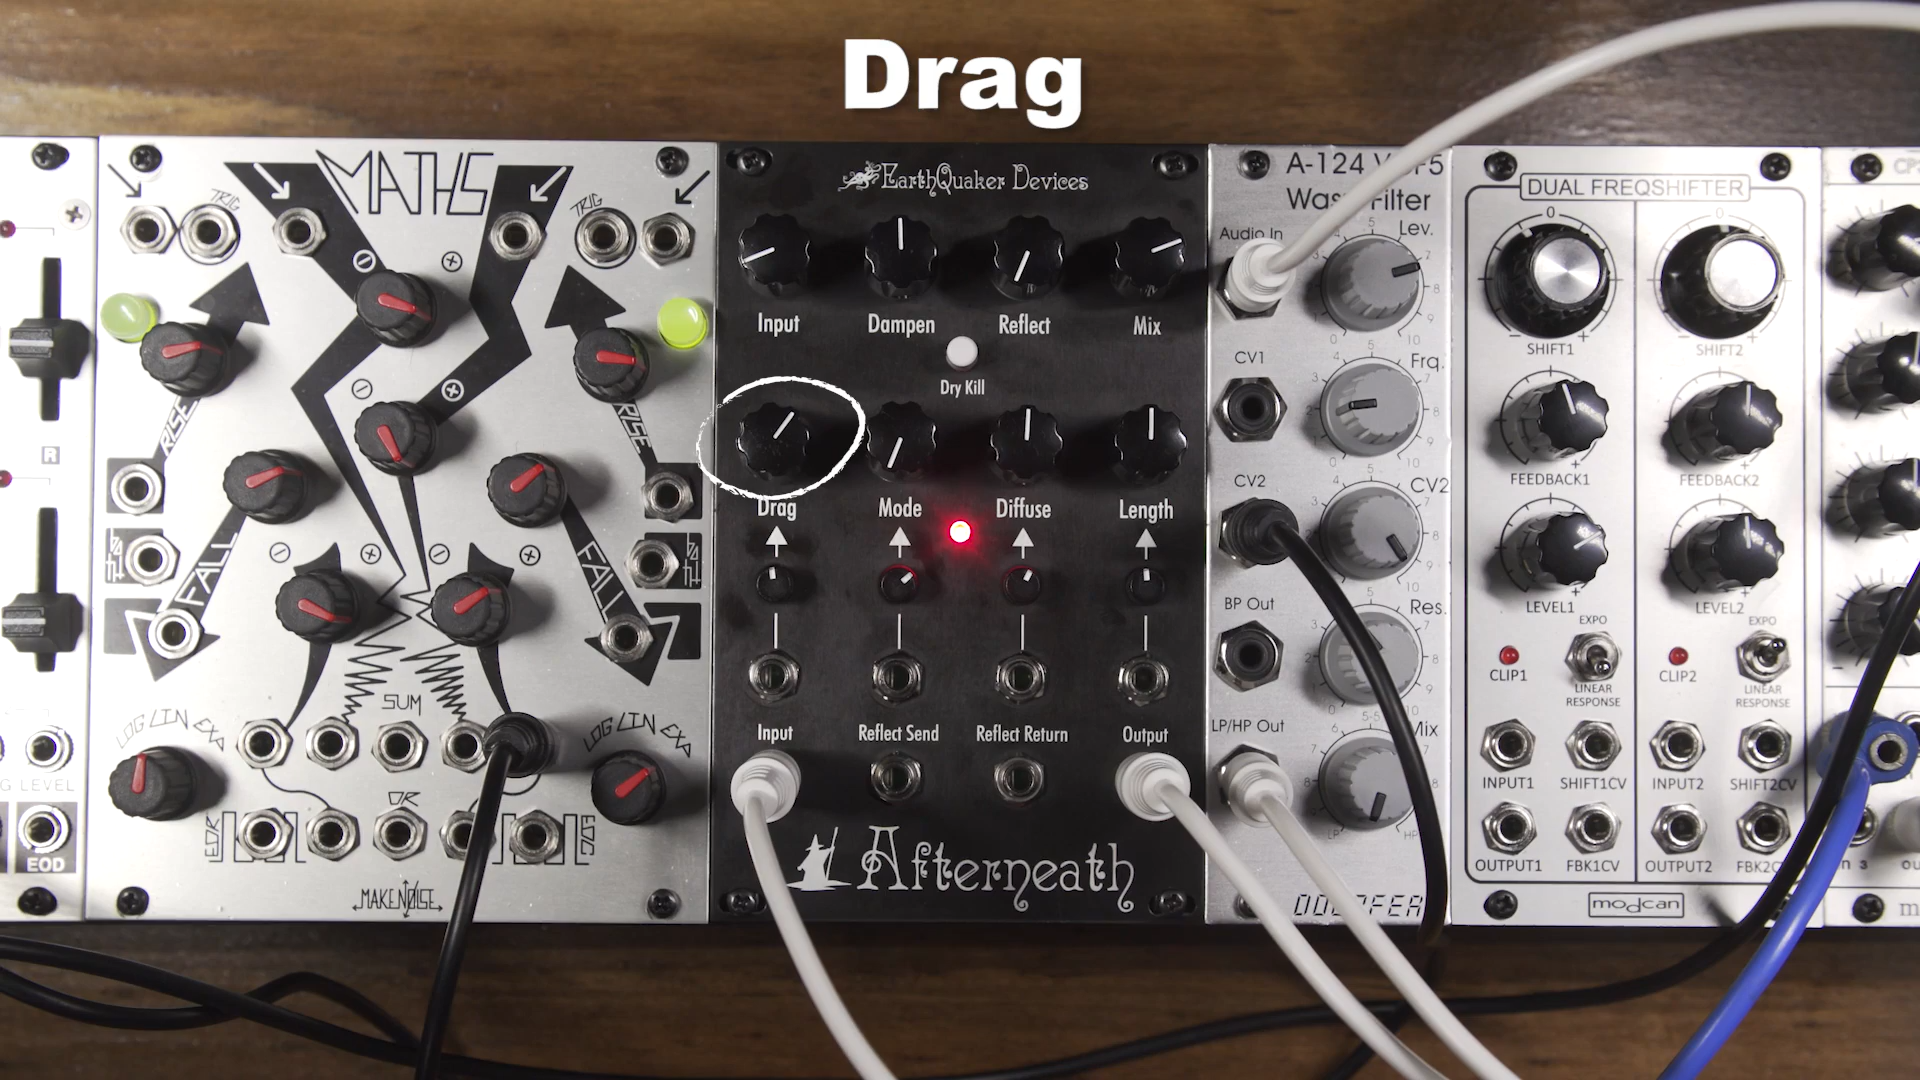 Drag
MATHS
TRIG
TRIG
RISE
RISE
FALL
FALL
SUM
LOG LIN EXP
LOG LIN EXP
OR
EOR
MAKENOISE
R
LEVEL
EOD
EarthQuaker Devices
Input
Dampen
Reflect
Mix
Dry Kill
Drag
Mode
Diffuse
Length
Input
Reflect Send
Reflect Return
Output
Afterneath
A-124
Filter
Audio In
Lev.
CV1
Frq.
CV2
CV2
BP Out
Res.
LP/HP Out
Mix
DUAL FREQSHIFTER
0
0
SHIFT1
SHIFT2
FEEDBACK1
FEEDBACK2
LEVEL1
LEVEL2
EXPO
EXPO
CLIP1
CLIP2
LINEAR
RESPONSE
LINEAR
RESPONSE
INPUT1
SHIFT1CV
INPUT2
SHIFT2CV
OUTPUT1
FBK1CV
OUTPUT2
modcan